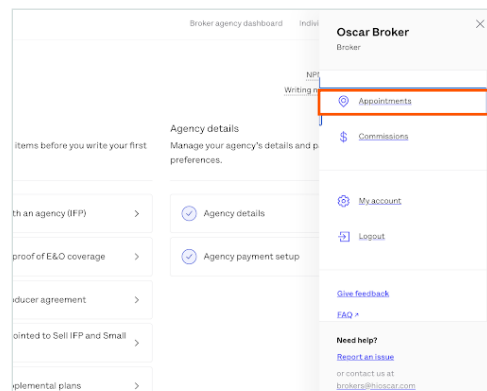 Broker agency dashboard
Oscar Broker
Broker
Writing
Appointments
Agency details
items before you write your first
Manage your agency's details and
preferences.
Commissions
th an agency (IFP)
Agency details
My account
Logout
proof of E&O coverage
Agency payment setup
Give feedback
FAQ
ointed to Sell IFP and Small
Need help?
Report an issue
or contact us at
brokers@hioscar.com
agreement
plans